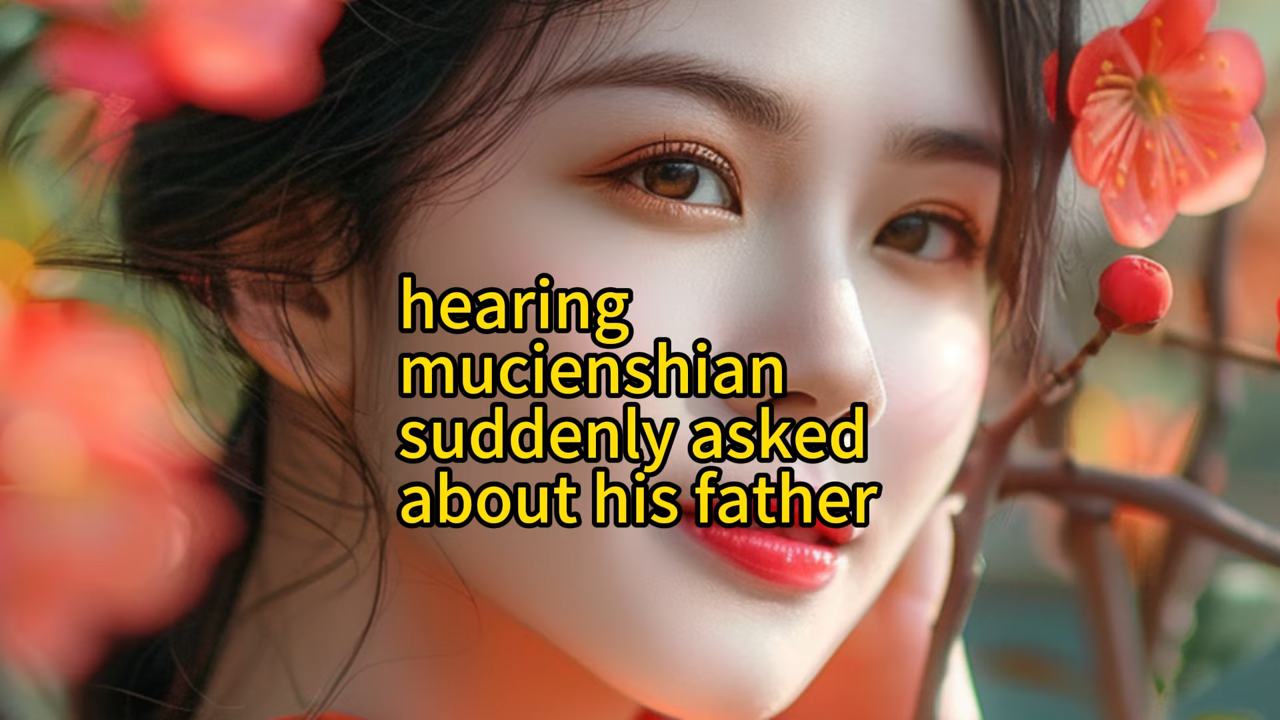 hearing
mucienshian
suddenly asked
about his father